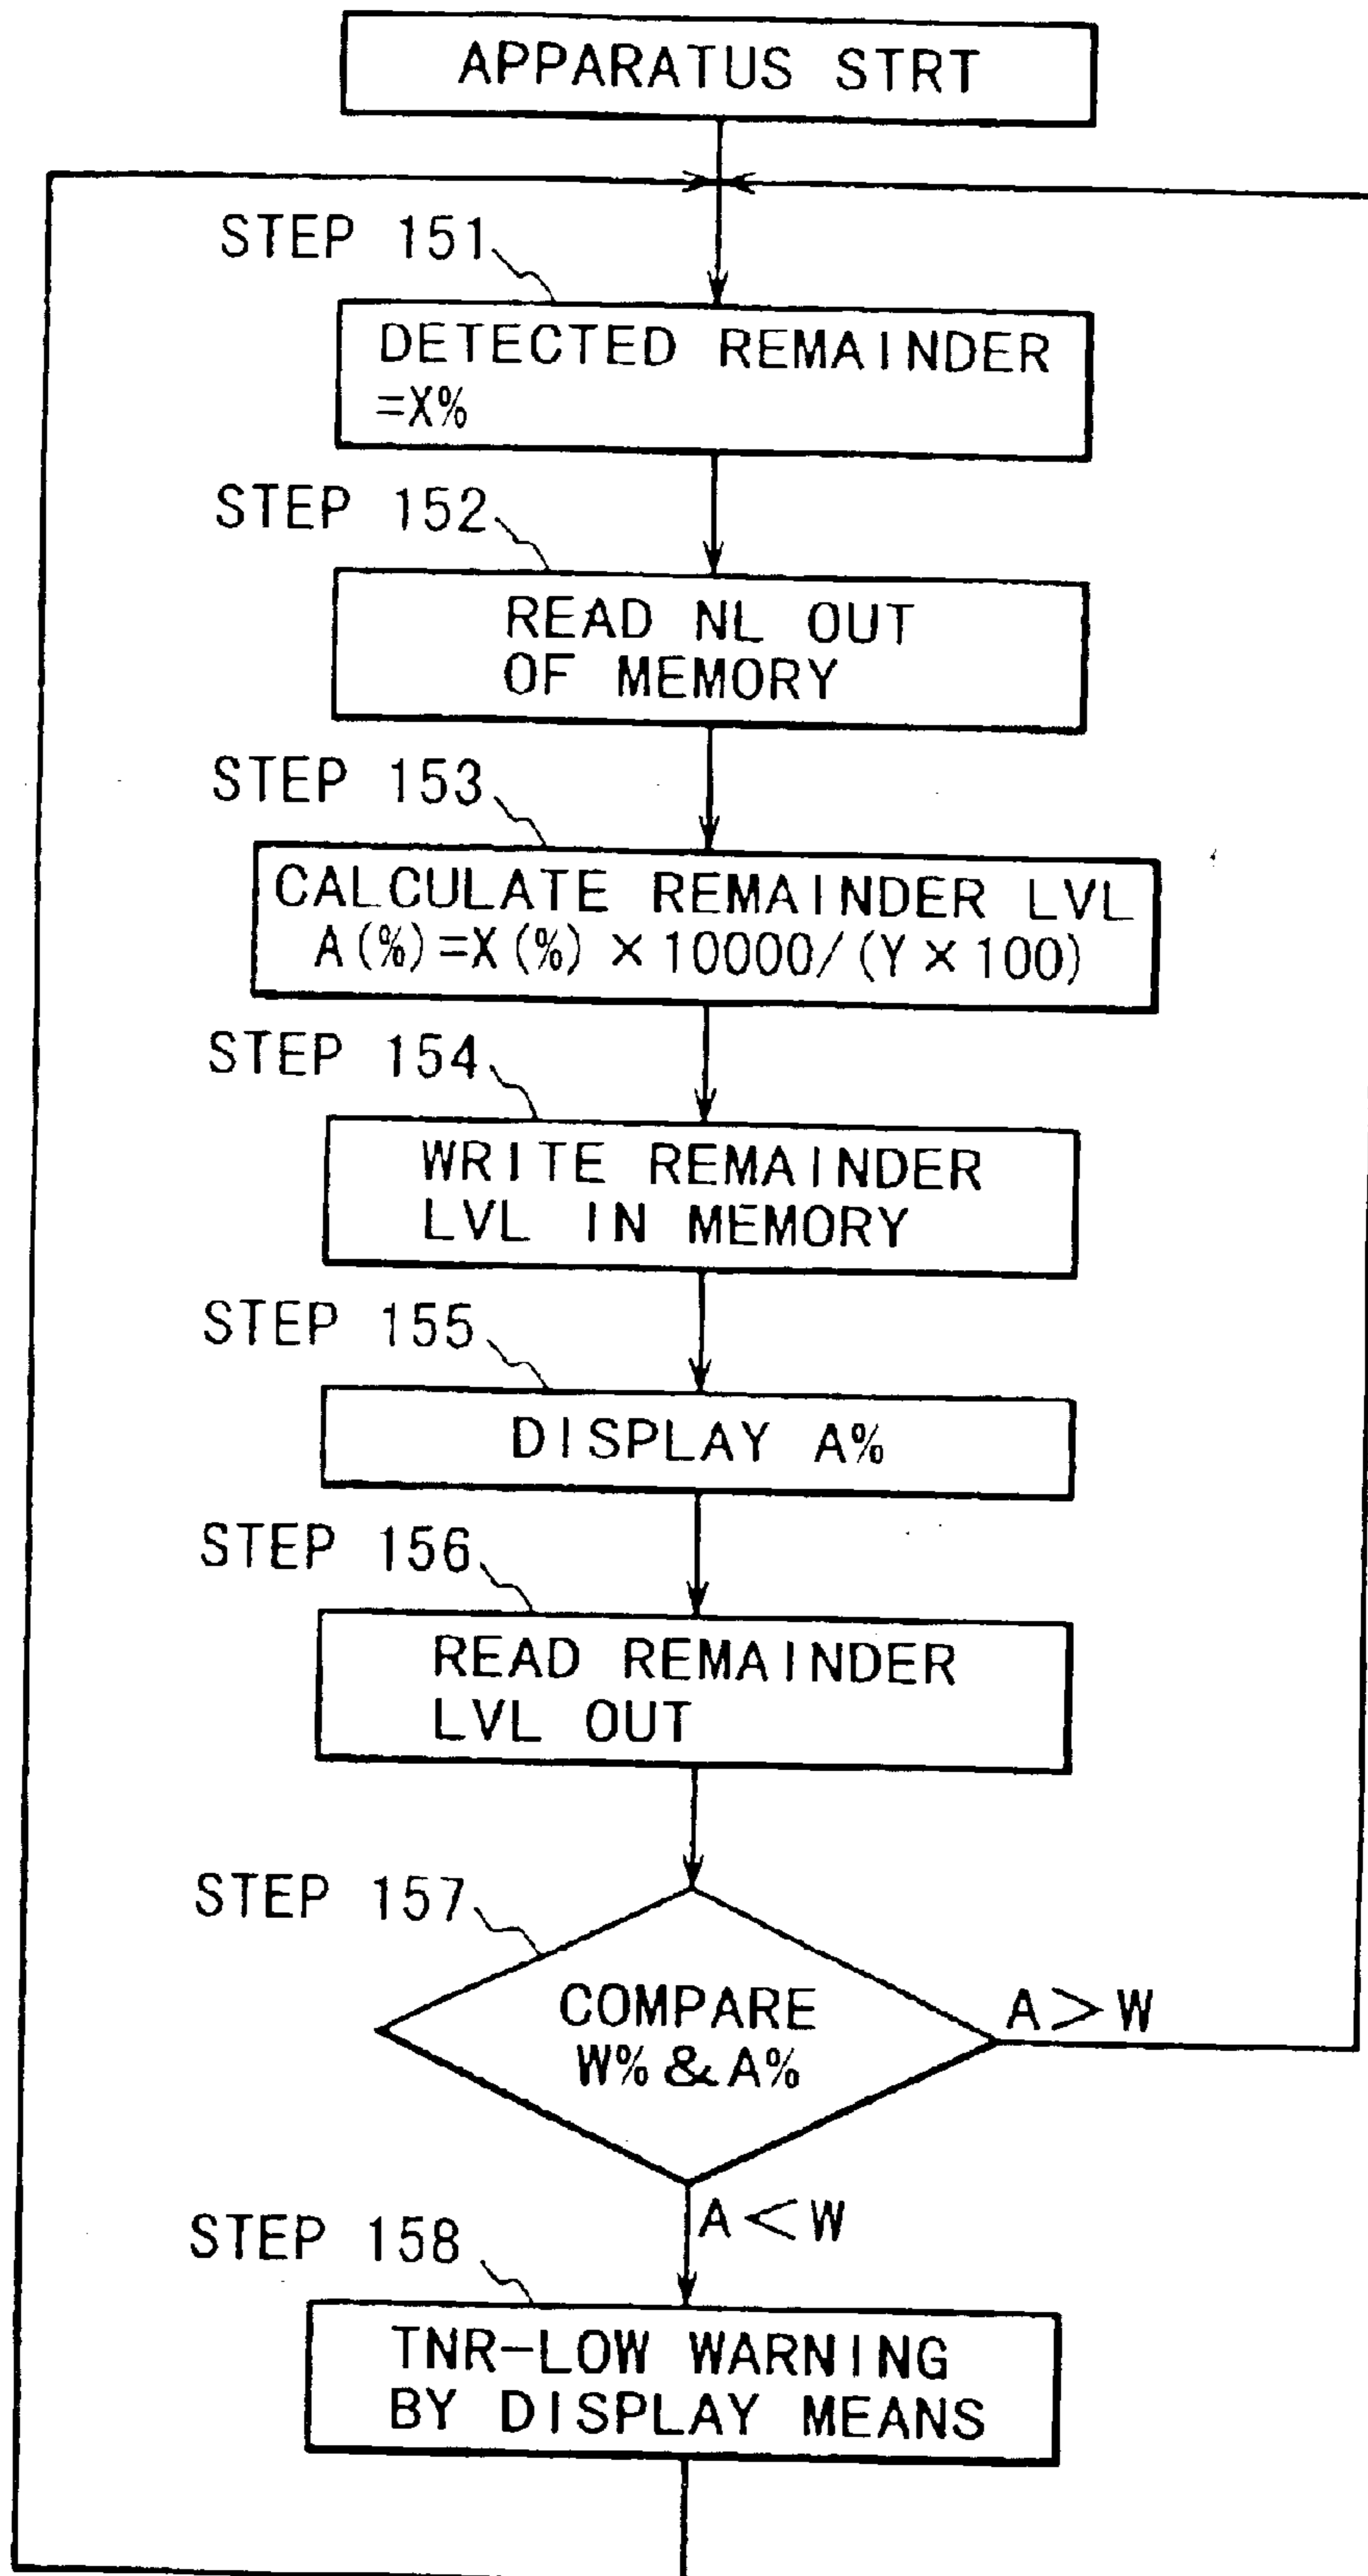 APPARATUS STRT
STEP 151
DETECTED REMAINDER
=X%
STEP 152
READ NL OUT
OF MEMORY
STEP 153
CALCULATE REMAINDER LVL
A(%)=X(%)×10000/(Y×100)
STEP 154
WRITE REMAINDER
LVL IN MEMORY
STEP 155
DISPLAY A%
STEP 156
READ REMAINDER
LVL OUT
STEP 157
COMPARE
W%&A%
A>W
A<W
STEP 158
TNR-LOW WARNING
BY DISPLAY MEANS